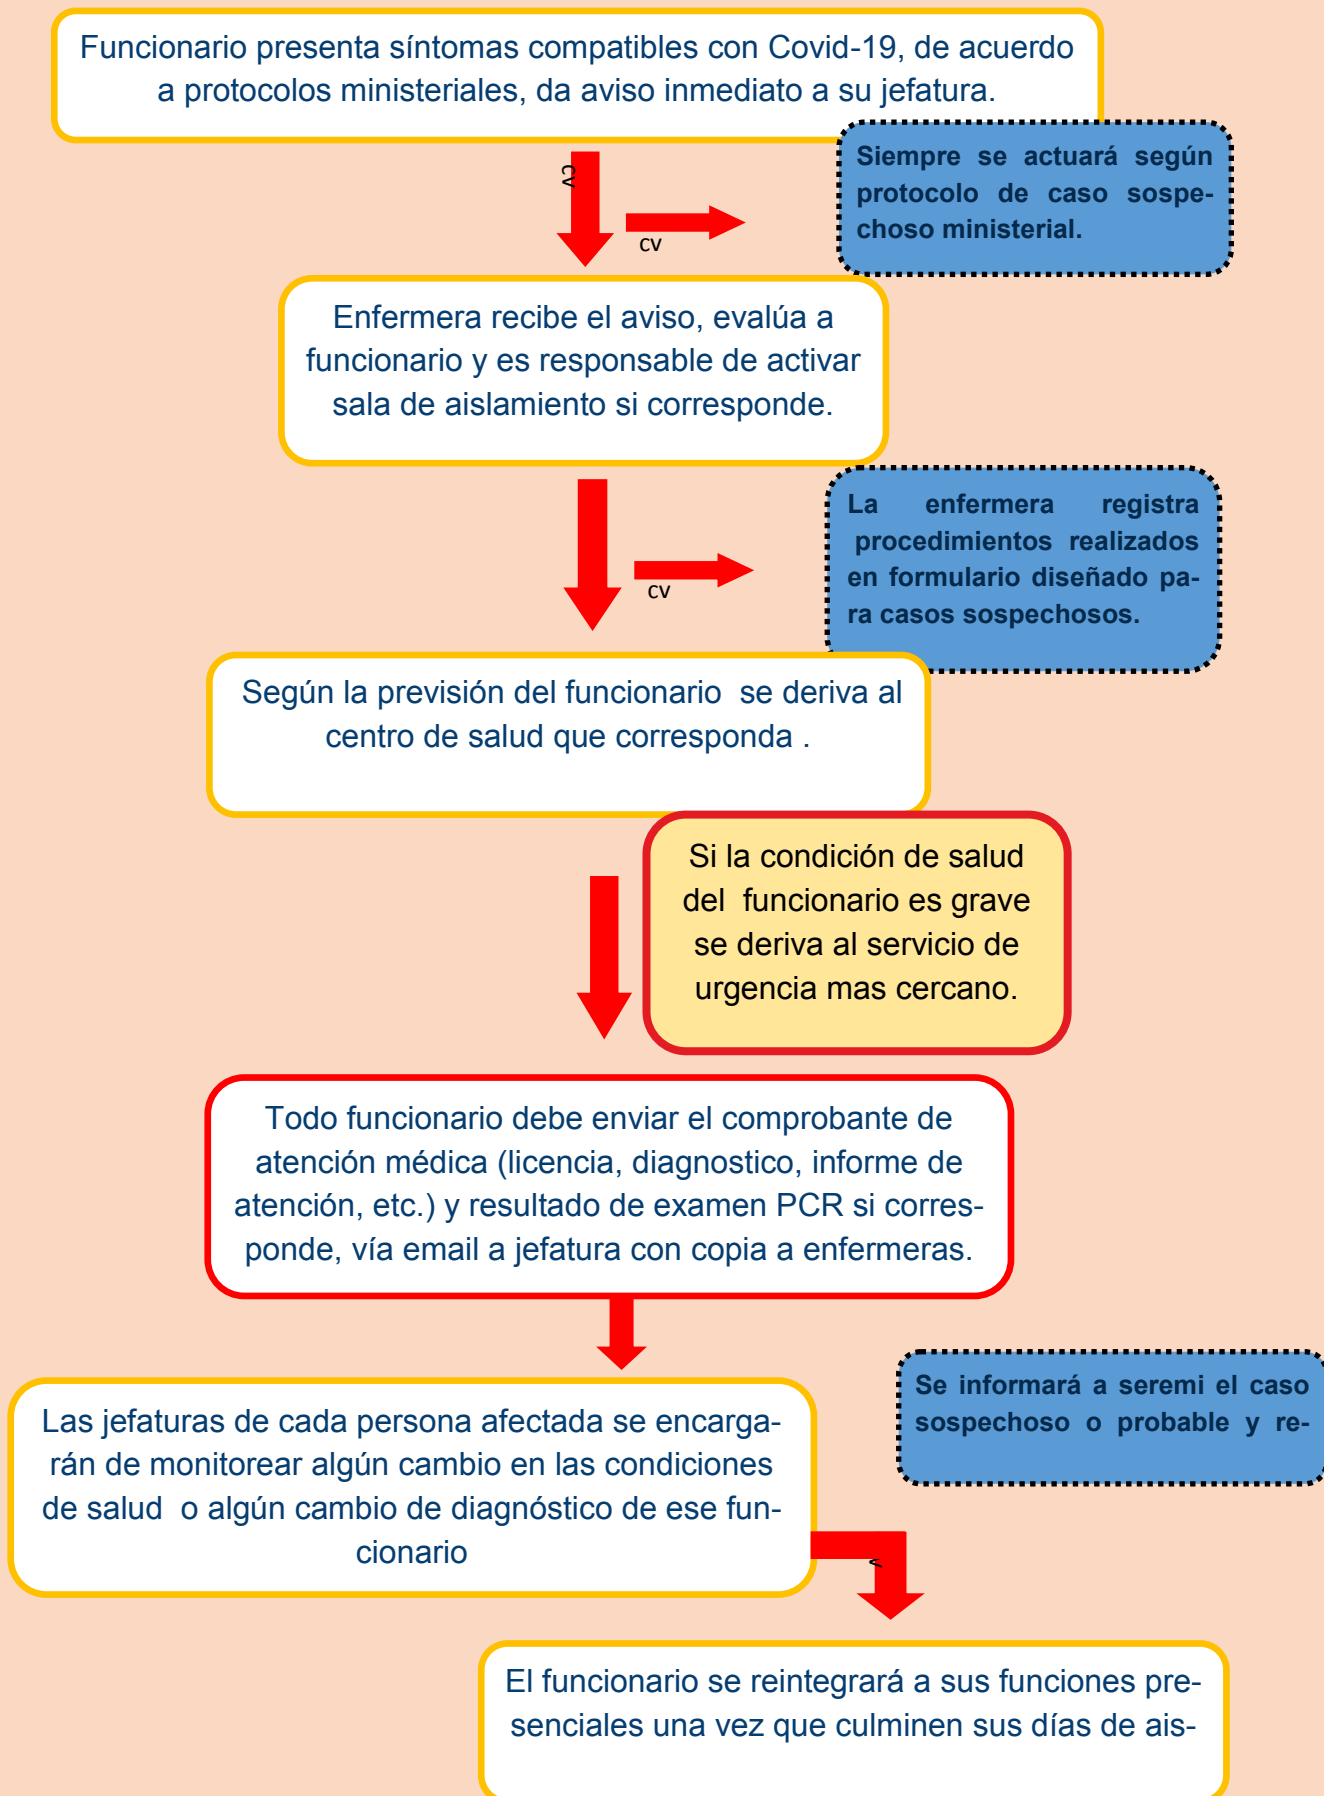 Funcionario presenta síntomas compatibles con Covid-19, de acuerdo
a protocolos ministeriales, da aviso inmediato a su jefatura.
Siempre se actuará según
protocolo de caso sospe-
choso ministerial.
cv
cv
Enfermera recibe el aviso, evalúa a
funcionario y es responsable de activar
sala de aislamiento si corresponde.
La enfermera registra
procedimientos realizados
en formulario diseñado pa-
ra casos sospechosos.
cv
Según la previsión del funcionario se deriva al
centro de salud que corresponda .
Si la condición de salud
del funcionario es grave
se deriva al servicio de
urgencia mas cercano.
Todo funcionario debe enviar el comprobante de
atención médica (licencia, diagnostico, informe de
atención, etc.) y resultado de examen PCR si corres-
ponde, vía email a jefatura con copia a enfermeras.
Se informará a seremi el caso
sospechoso o probable y re-
Las jefaturas de cada persona afectada se encarga-
rán de monitorear algún cambio en las condiciones
de salud o algún cambio de diagnóstico de ese fun-
cionario
El funcionario se reintegrará a sus funciones pre-
senciales una vez que culminen sus días de ais-